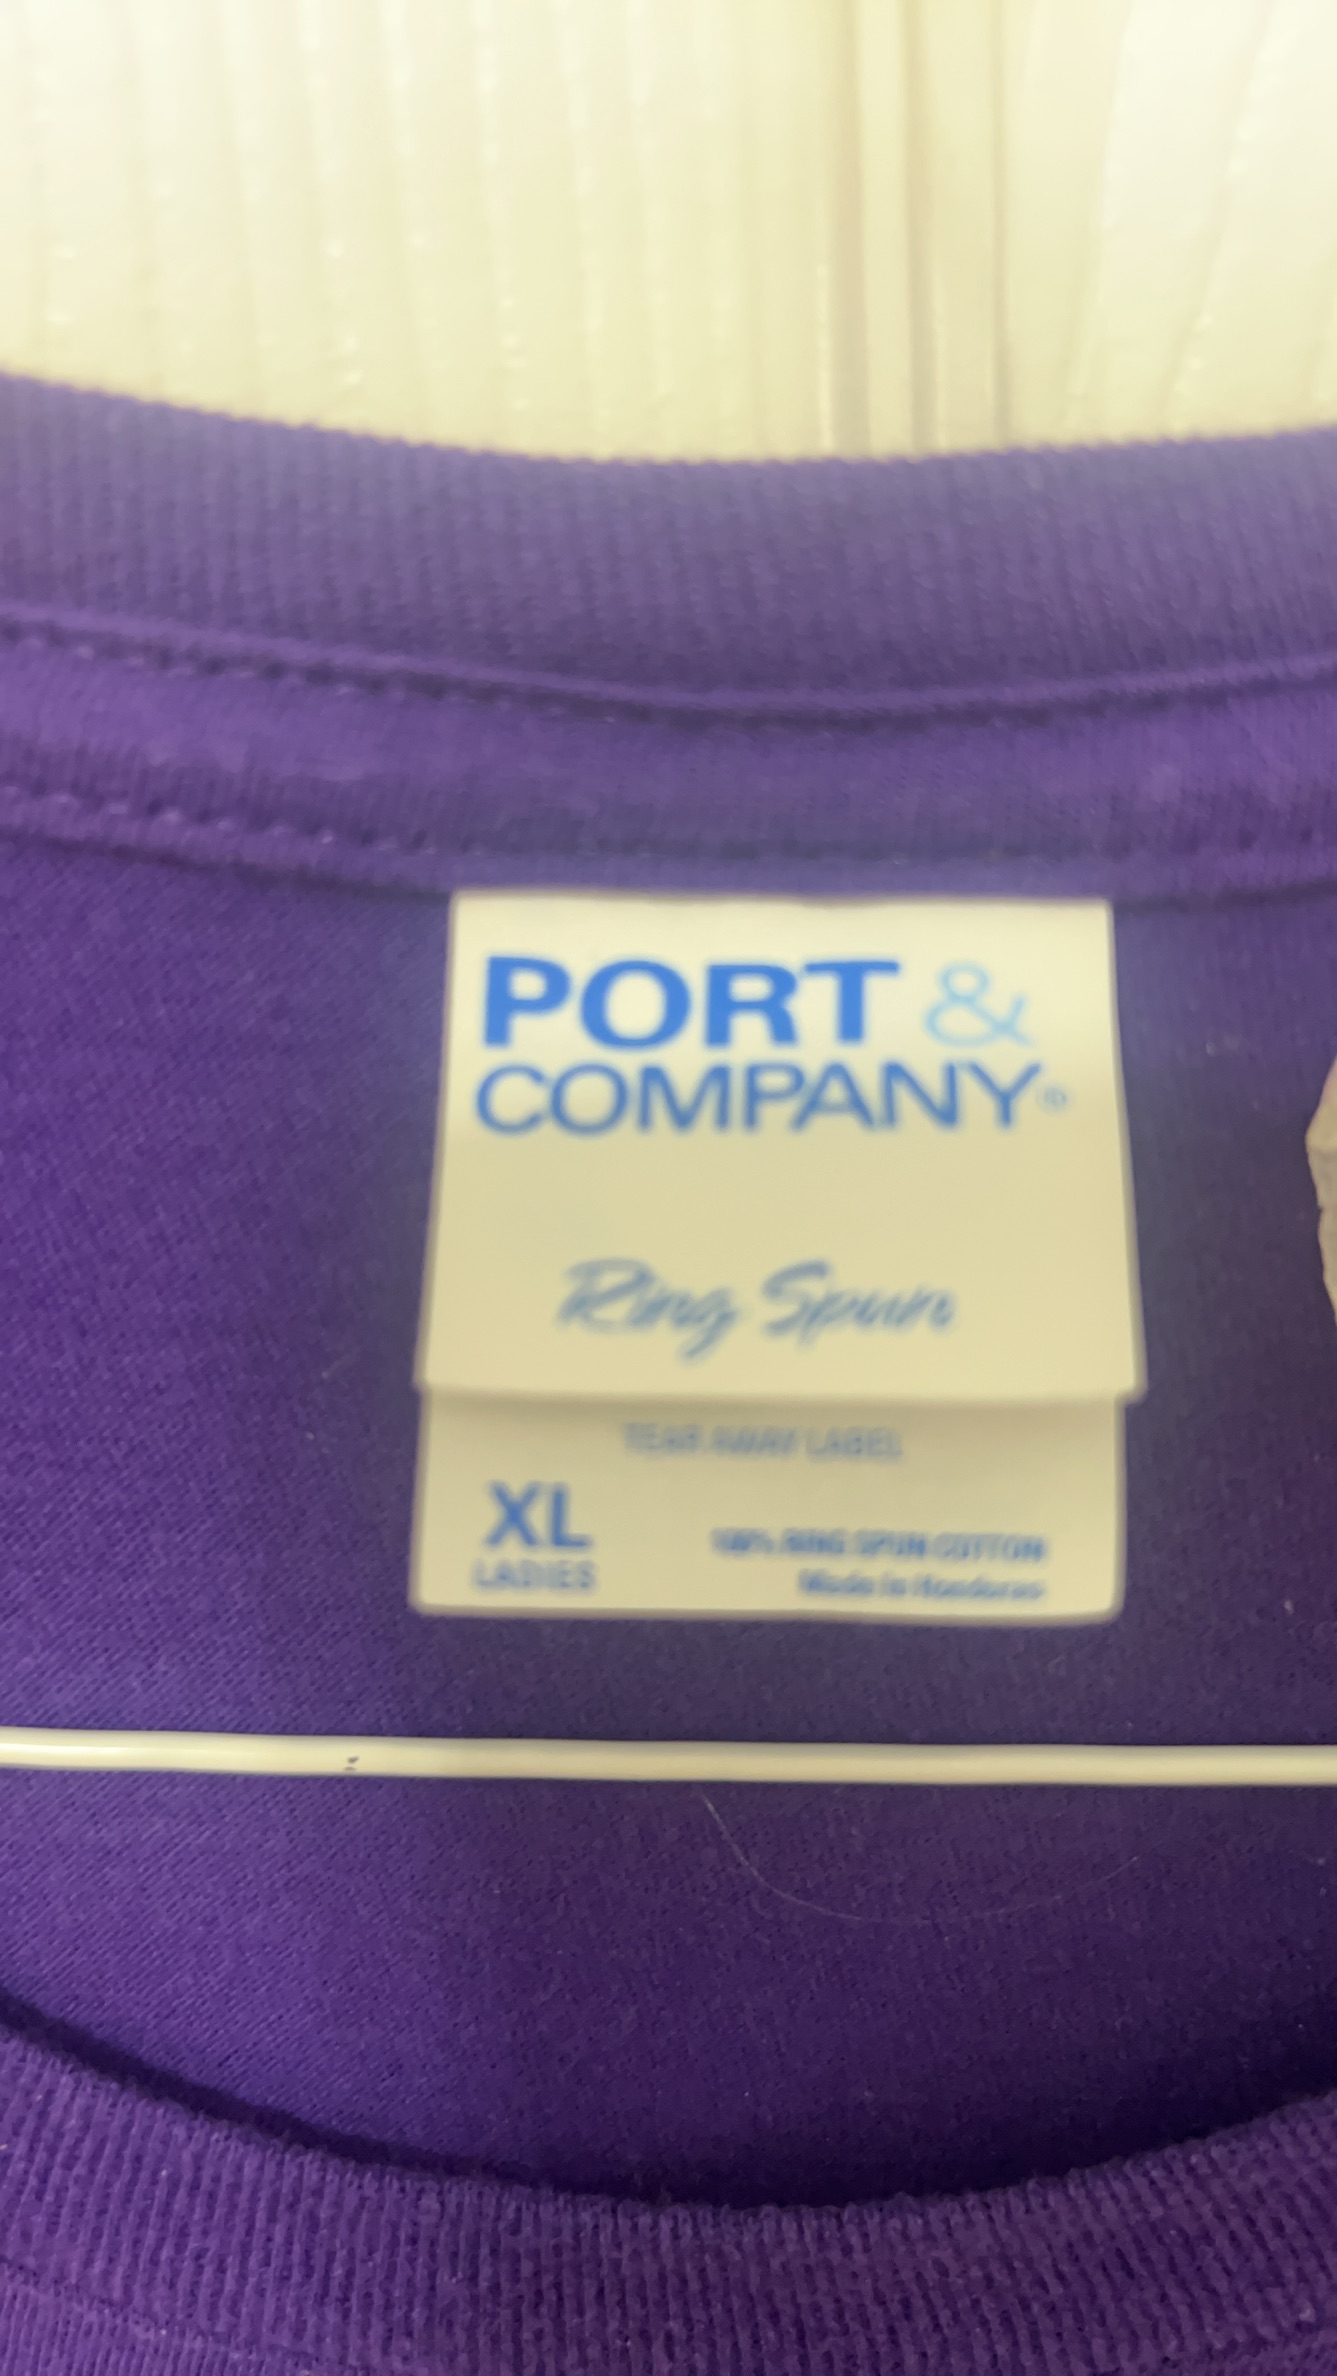 PORT &
COMPANY®
Ring Spun
TEAR AWAY LABEL
XL
LADIES
100% RING SPUN COTTON
Made in Honduras